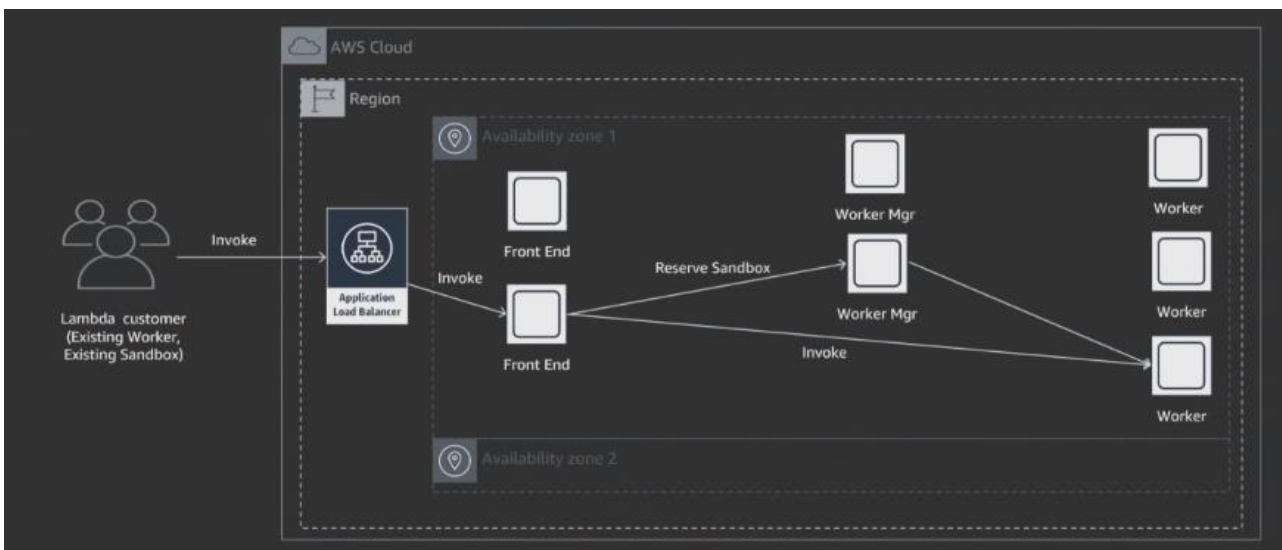 AWS Cloud
Region
Availability zone 1
Worker Mgr
Worker
Front End
Invoke
Reserve Sandbox
Invoke
Application
Load Balancer
Worker Mgr
Worker
Lambda customer
(Existing Worker,
Existing Sandbox)
Invoke
Front End
Worker
Availability zone 2